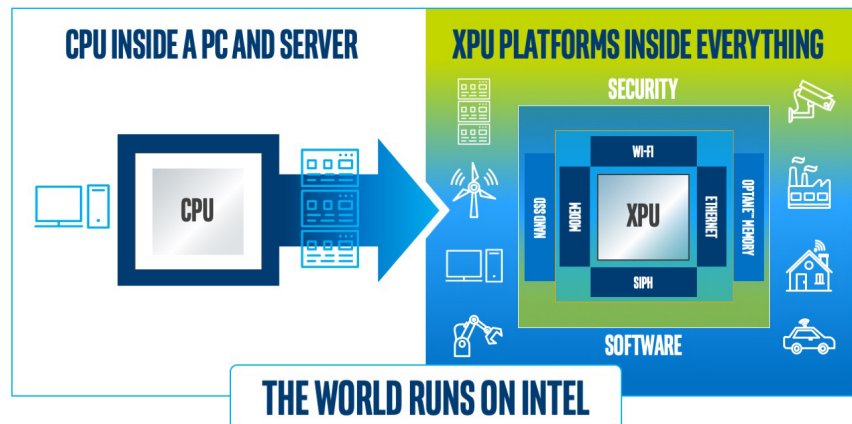 CPU INSIDE A PC AND SERVER
CPU
XPU PLATFORMS INSIDE EVERYTHING
SECURITY
WI-FI
NAND SSD
MODEM
XPU
ETHERNET
OPTANE™ MEMORY
SIPH
SOFTWARE
THE WORLD RUNS ON INTEL